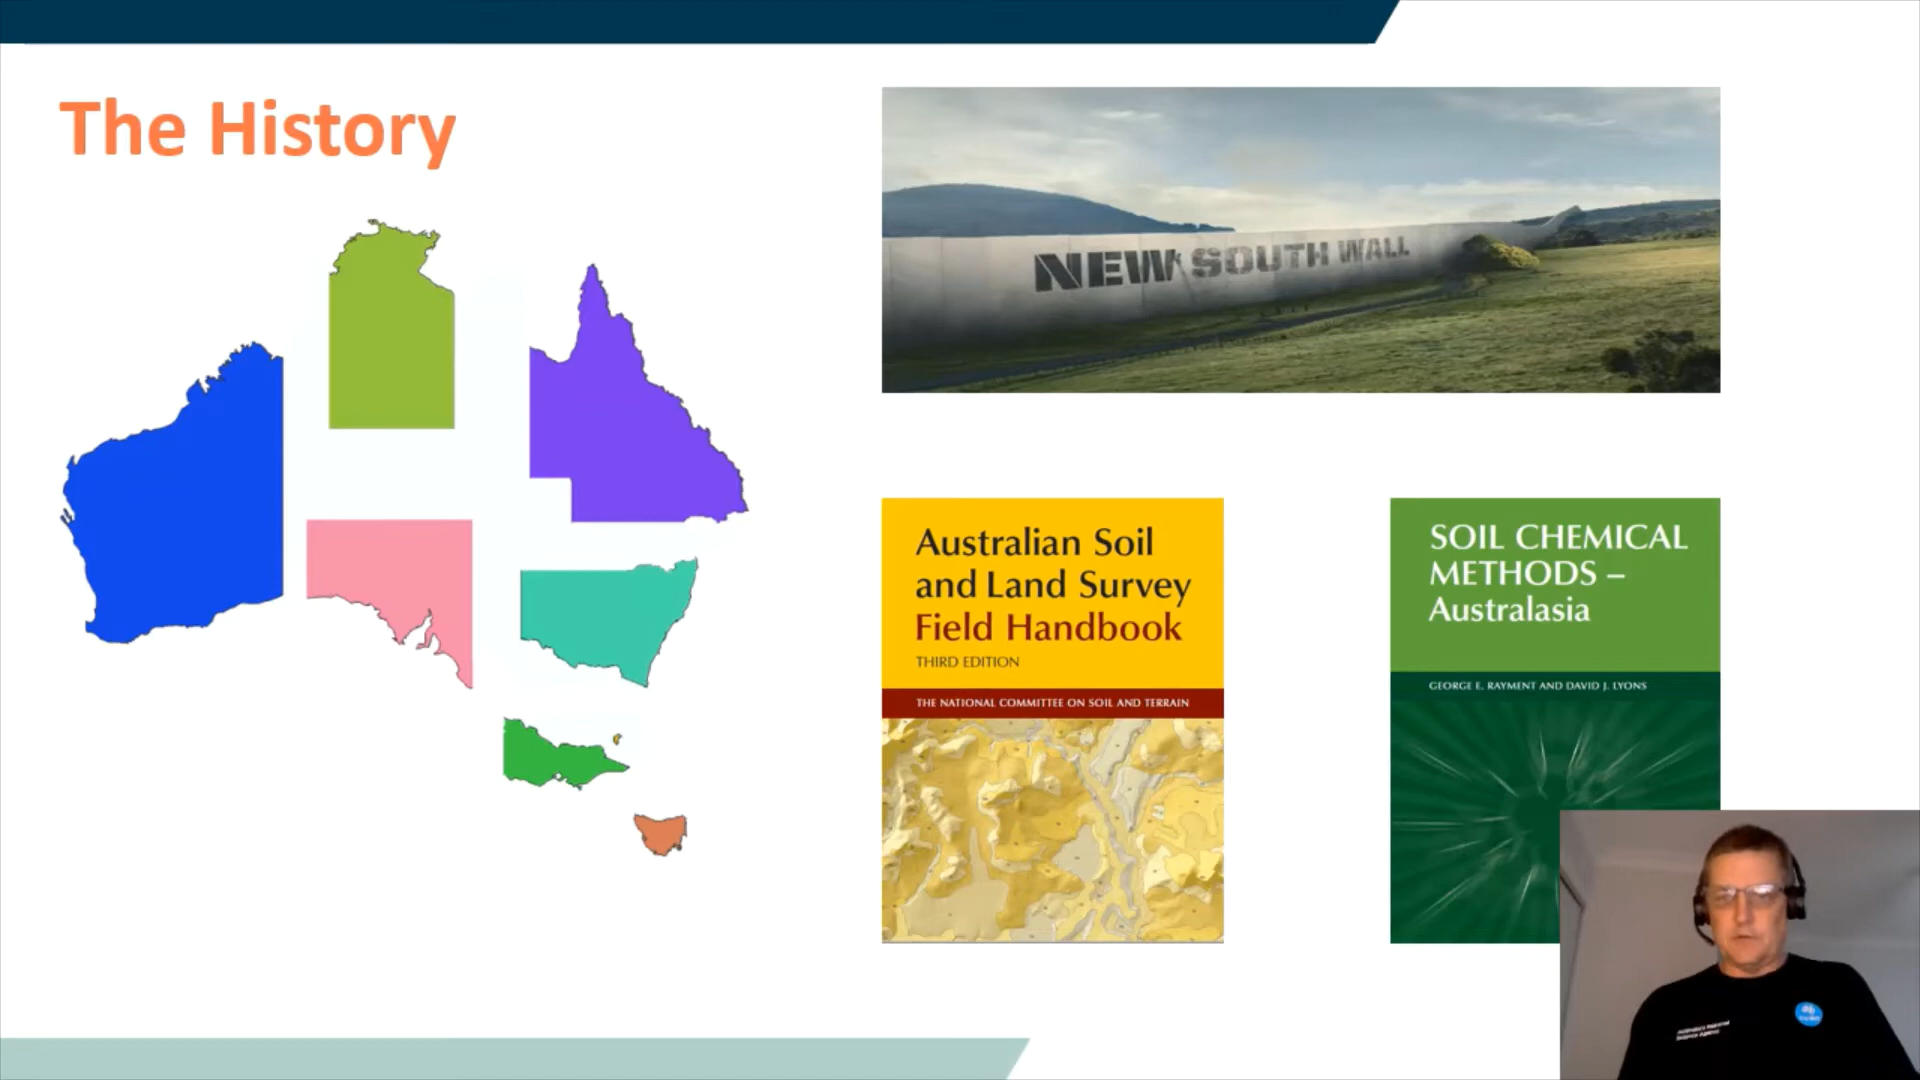 The History
NEW SOUTH WALL
Australian Soil
and Land Survey
Field Handbook
THIRD EDITION
THE NATIONAL COMMITTEE ON SOIL AND TERRAIN
SOIL CHEMICAL
METHODS –
Australasia
GEORGE E. RAYMENT AND DAVID J. LYONS